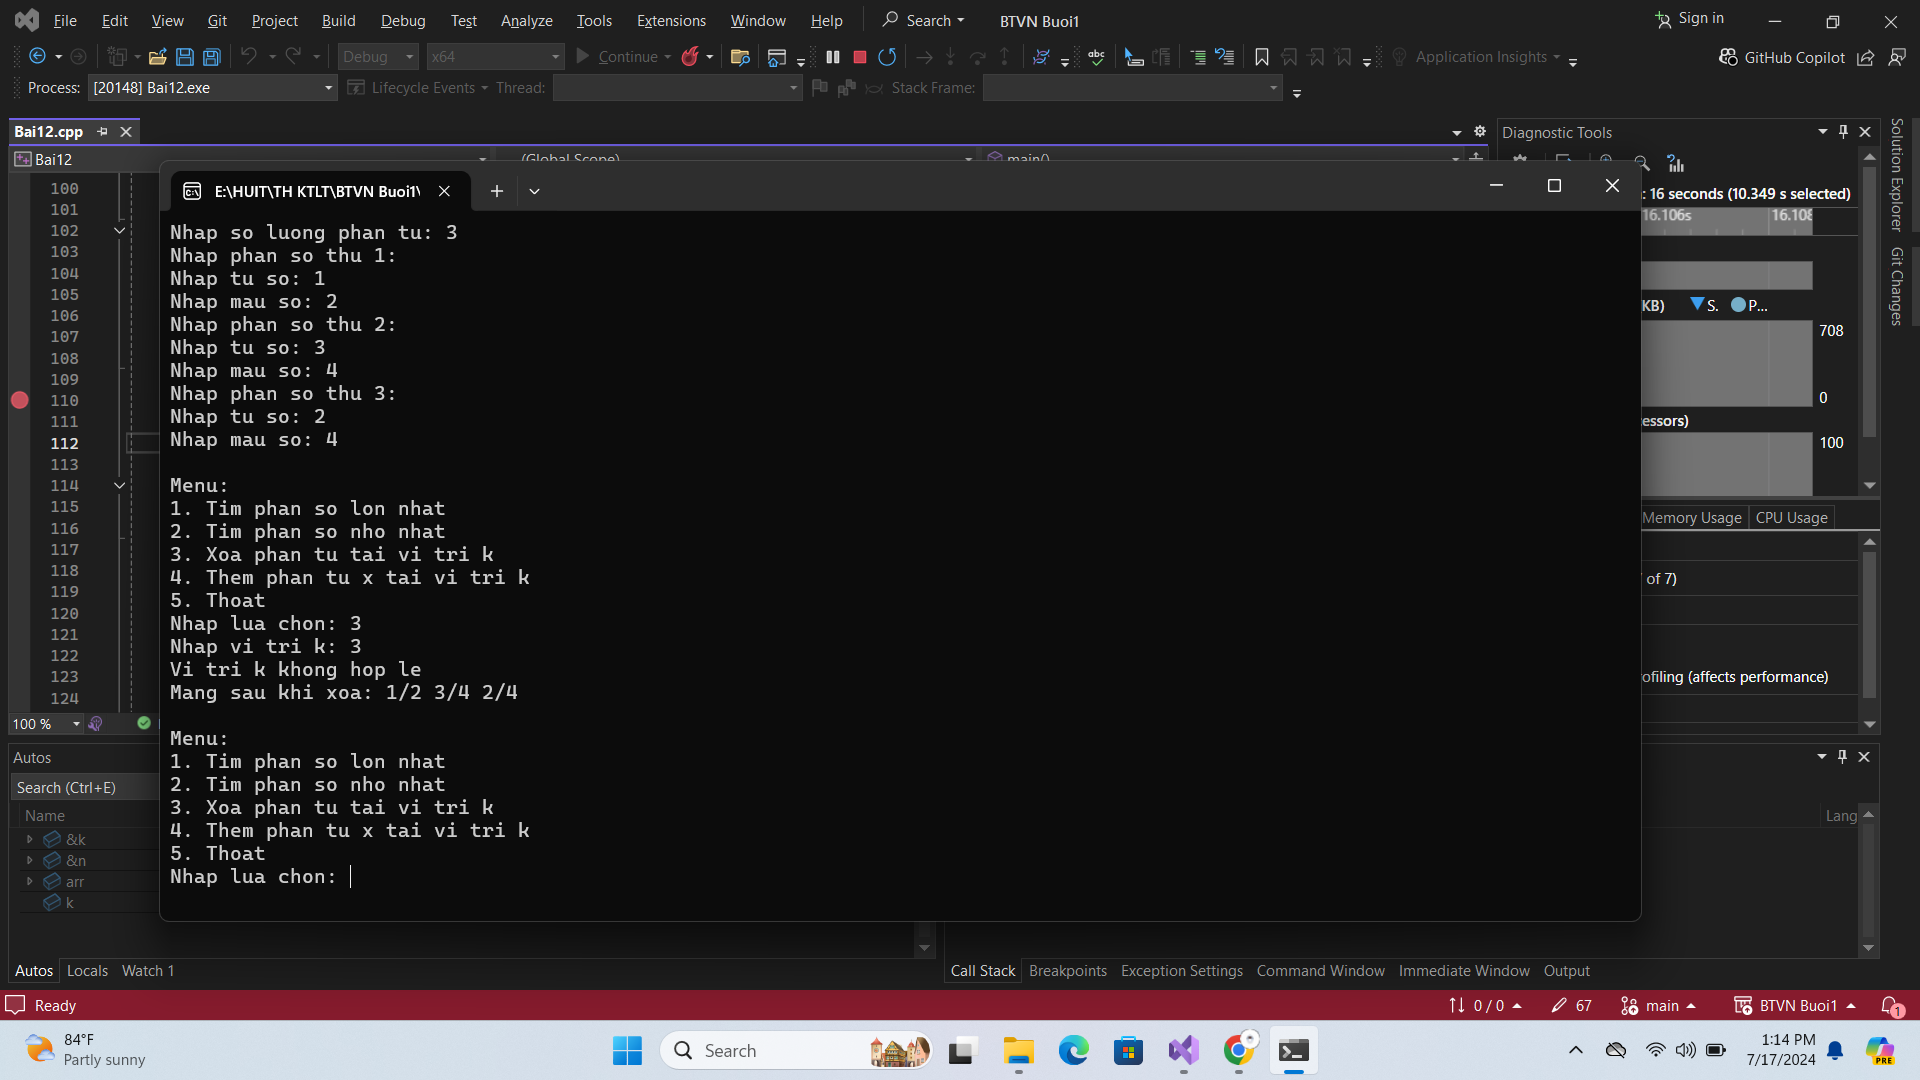 File Edit View Git Project Build Debug Test Analyze Tools Extensions Window Help Search BTVN Buoi1 Sign in
Debug x64 Continue Application Insights GitHub Copilot
Process: [20148] Bai12.exe Lifecycle Events Thread: Stack Frame:
Bai12.cpp
Diagnostic Tools
Bai12 (Global Scope) main()
E:\HUIT\TH KTLT\BTVN Buoi1\
: 16 seconds (10.349 s selected)
16.106s 16.108
KB) S. P...
708
0
essors)
100
Memory Usage CPU Usage
of 7)
ofiling (affects performance)
Solution Explorer
Git Changes
100
101
102
103
104
105
106
107
108
109
110
111
112
113
114
115
116
117
118
119
120
121
122
123
124
100 %
Nhap so luong phan tu: 3
Nhap phan so thu 1:
Nhap tu so: 1
Nhap mau so: 2
Nhap phan so thu 2:
Nhap tu so: 3
Nhap mau so: 4
Nhap phan so thu 3:
Nhap tu so: 2
Nhap mau so: 4
Menu:
1. Tim phan so lon nhat
2. Tim phan so nho nhat
3. Xoa phan tu tai vi tri k
4. Them phan tu x tai vi tri k
5. Thoat
Nhap lua chon: 3
Nhap vi tri k: 3
Vi tri k khong hop le
Mang sau khi xoa: 1/2 3/4 2/4
Menu:
1. Tim phan so lon nhat
2. Tim phan so nho nhat
3. Xoa phan tu tai vi tri k
4. Them phan tu x tai vi tri k
5. Thoat
Nhap lua chon:
Autos
Search (Ctrl+E)
Name
&k
&n
arr
k
Lang
Autos Locals Watch 1
Call Stack Breakpoints Exception Settings Command Window Immediate Window Output
Ready 0 / 0 67 main BTVN Buoi1 1
84°F
Partly sunny
Search
1:14 PM
7/17/2024
PRE